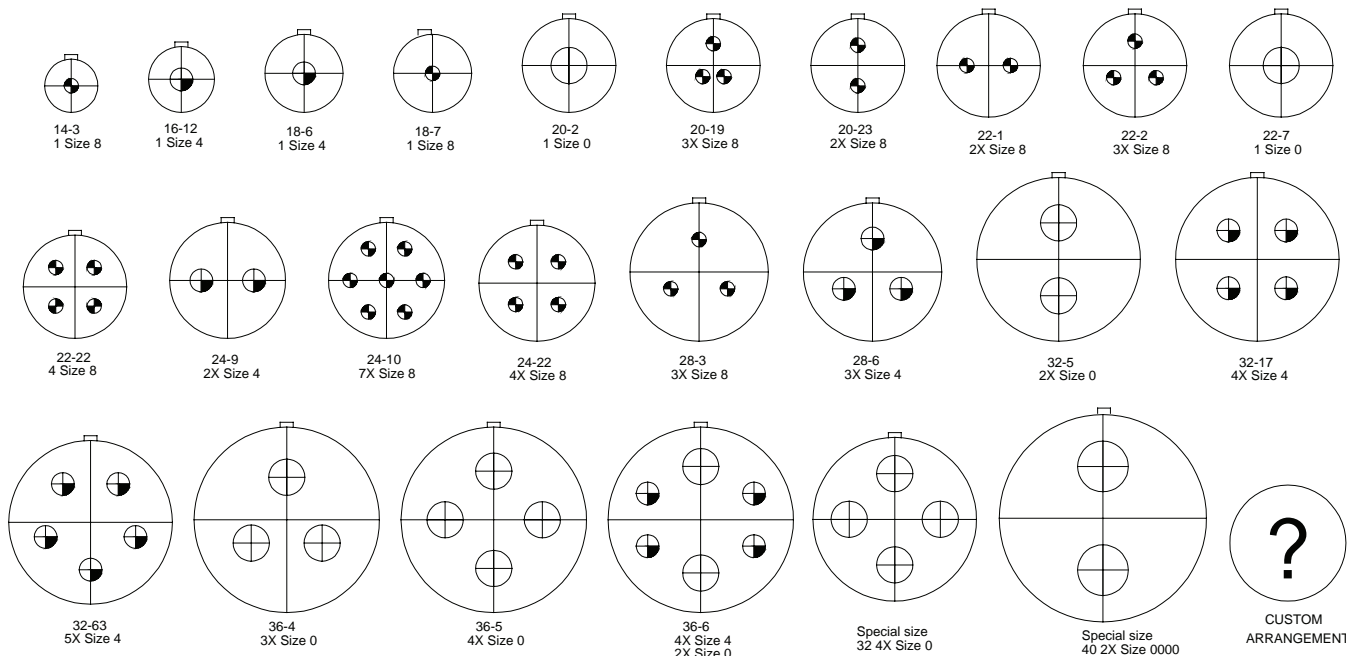 14-3
1 Size 8
16-12
1 Size 4
18-6
1 Size 4
18-7
1 Size 8
20-2
1 Size 0
20-19
3X Size 8
20-23
2X Size 8
22-1
2X Size 8
22-2
3X Size 8
22-7
1 Size 0
22-22
4 Size 8
24-9
2X Size 4
24-10
7X Size 8
24-22
4X Size 8
28-3
3X Size 8
28-6
3X Size 4
32-5
2X Size 0
32-17
4X Size 4
32-63
5X Size 4
36-4
3X Size 0
36-5
4X Size 0
36-6
4X Size 4
2X Size 0
Special size
32 4X Size 0
Special size
40 2X Size 0000
?
CUSTOM
ARRANGEMENT